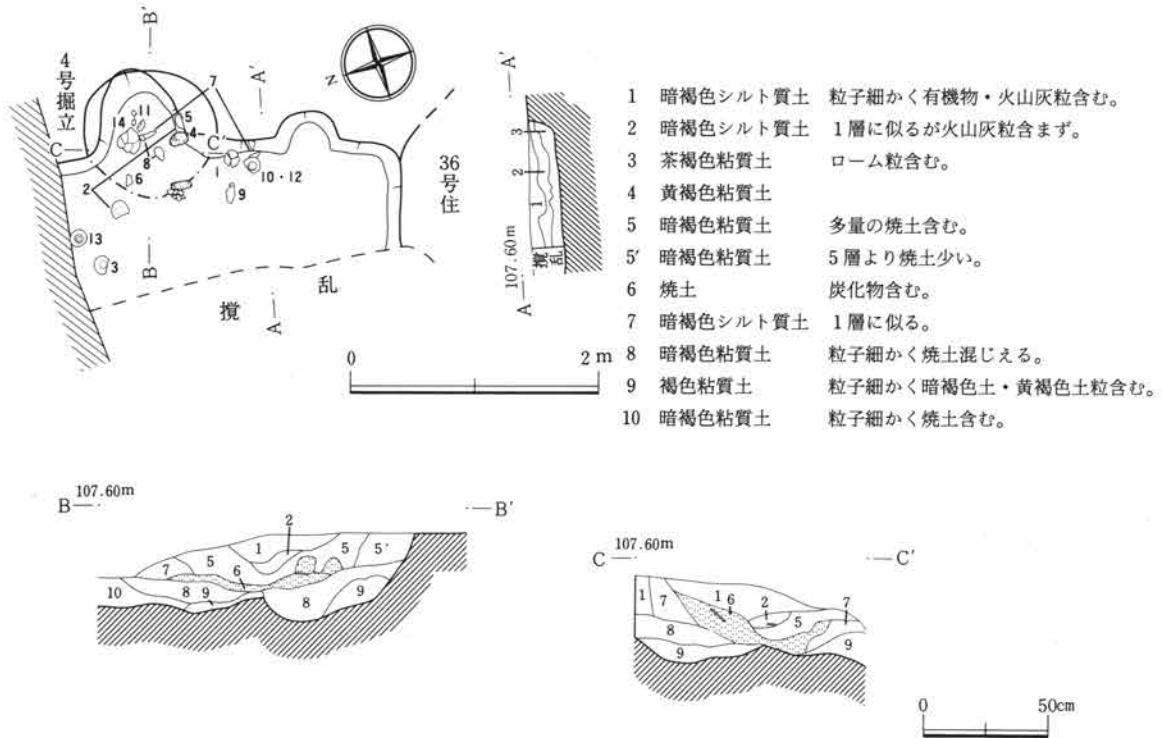 B'
4号掘立
7
A'
N
A'
11
14
5
4
C
C'
8
1
10・12
2
6
9
36号住
13
3
B
撹 乱
A
0 2m
3
2
1
107.60m
撹乱
A
1 暗褐色シルト質土 粒子細かく有機物・火山灰粒含む。
2 暗褐色シルト質土 1層に似るが火山灰粒含まず。
3 茶褐色粘質土 ローム粒含む。
4 黄褐色粘質土
5 暗褐色粘質土 多量の焼土含む。
5' 暗褐色粘質土 5層より焼土少い。
6 焼土 炭化物含む。
7 暗褐色シルト質土 1層に似る。
8 暗褐色粘質土 粒子細かく焼土混じえる。
9 褐色粘質土 粒子細かく暗褐色土・黄褐色土粒含む。
10 暗褐色粘質土 粒子細かく焼土含む。
B 107.60m B'
2
1 5 5'
7 5
6
10 8 9 8 9
C 107.60m C'
1 7 1 6 2 7
5
8
9 9
0 50cm